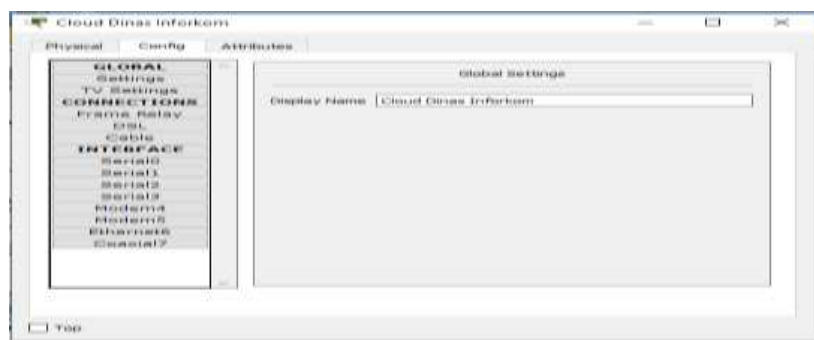 Cloud Dinas Inforkom
Physical Config Attributes
GLOBAL
Settings
TV Settings
CONNECTIONS
Frame Relay
DSL
Cable
INTERFACE
Serial0
Serial1
Serial2
Serial3
Modem4
Modem5
Ethernet6
Coaxial7
Global Settings
Display Name Cloud Dinas Inforkom
Top